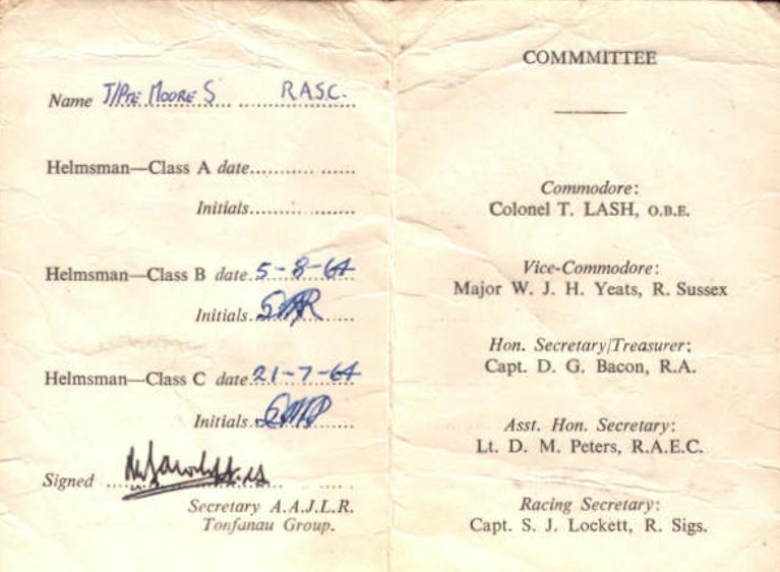 Name J/Pte Moore S R.A.S.C.
Helmsman—Class A date
Initials
Helmsman—Class B date 5-8-64
Initials
Helmsman—Class C date 21-7-64
Initials
Signed
Secretary A.A.J.L.R.
Tonfanau Group.
COMMMITTEE
Commodore:
Colonel T. LASH, O.B.E.
Vice-Commodore:
Major W. J. H. Yeats, R. Sussex
Hon. Secretary/Treasurer:
Capt. D. G. Bacon, R.A.
Asst. Hon. Secretary:
Lt. D. M. Peters, R.A.E.C.
Racing Secretary:
Capt. S. J. Lockett, R. Sigs.